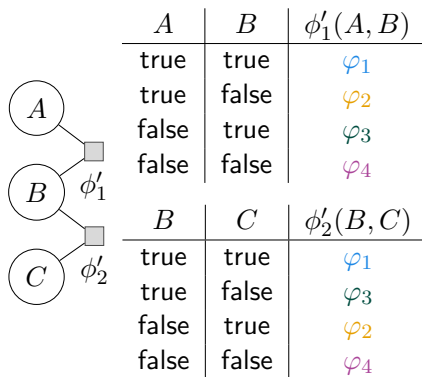 A
B
C
ϕ′₁
ϕ′₂
A B ϕ′₁(A, B)
true true φ₁
true false φ₂
false true φ₃
false false φ₄
B C ϕ′₂(B, C)
true true φ₁
true false φ₃
false true φ₂
false false φ₄